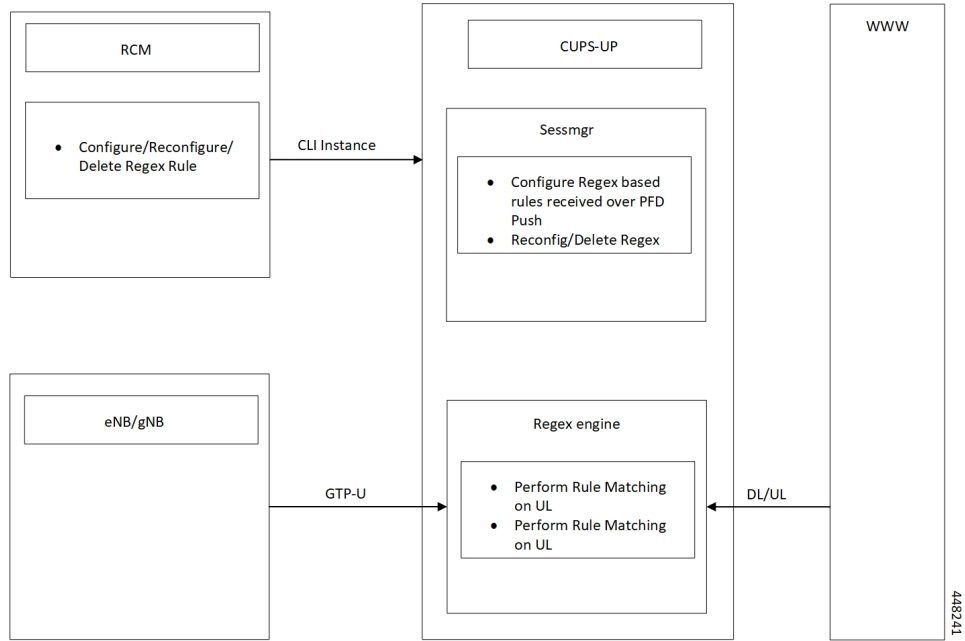 RCM
• Configure/Reconfigure/
Delete Regex Rule
CLI Instance
CUPS-UP
Sessmgr
• Configure Regex based
rules received over PFD
Push
• Reconfig/Delete Regex
WWW
eNB/gNB
GTP-U
Regex engine
• Perform Rule Matching
on UL
• Perform Rule Matching
on UL
DL/UL
448241